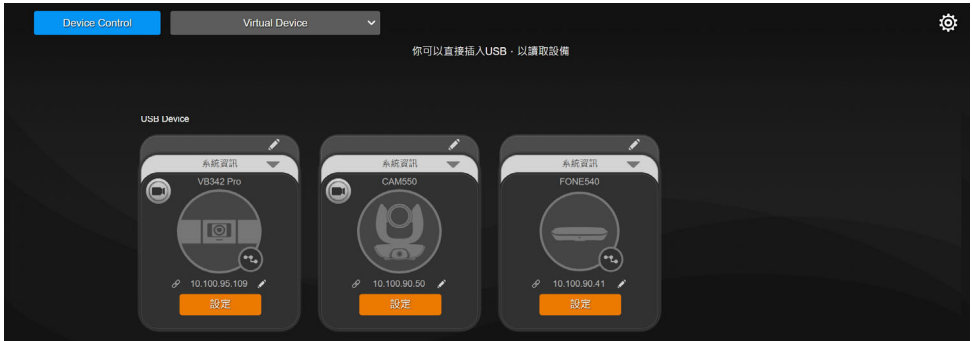 Device Control
Virtual Device
你可以直接插入USB，以讀取設備
USB Device
系統資訊
VB342 Pro
10.100.95.109
設定
系統資訊
CAM550
10.100.90.50
設定
系統資訊
FONE540
10.100.90.41
設定